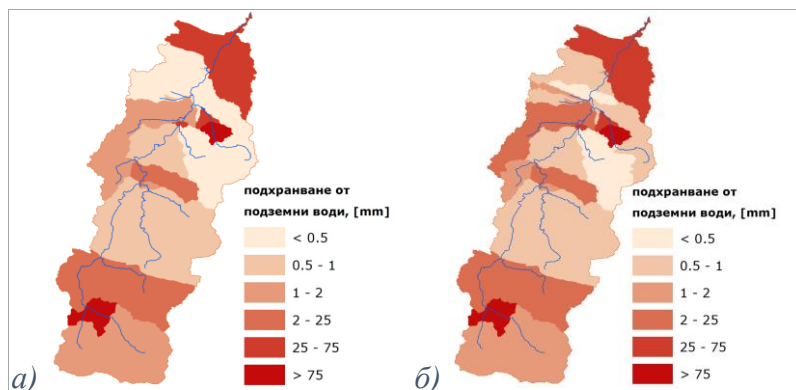 подхранване от
подземни води, [mm]
< 0.5
0.5 - 1
1 - 2
2 - 25
25 - 75
> 75
а)
подхранване от
подземни води, [mm]
< 0.5
0.5 - 1
1 - 2
2 - 25
25 - 75
> 75
б)